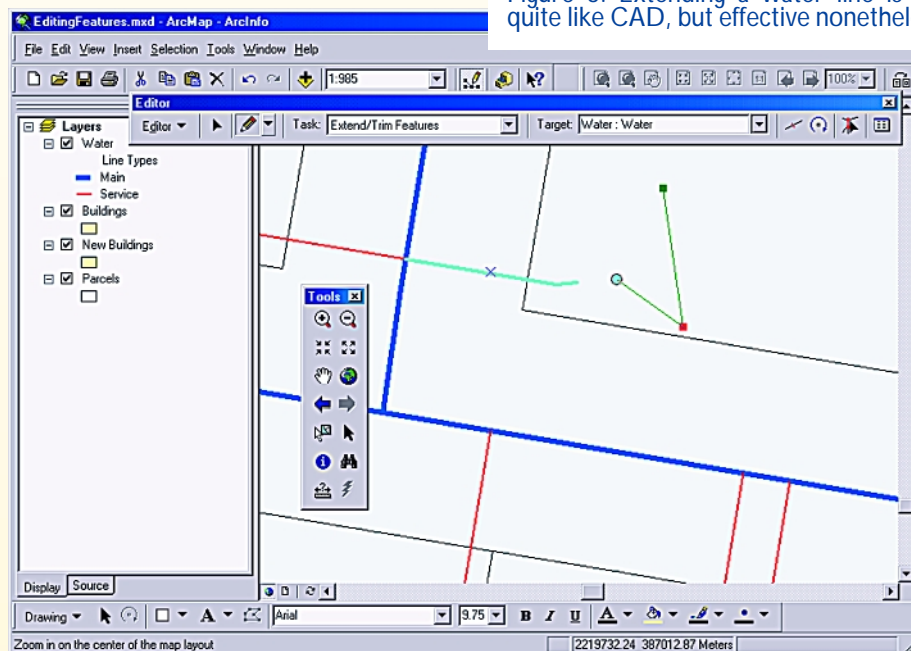 quite like CAD, but effective nonethel
EditingFeatures.mxd - ArcMap - ArcInfo
File Edit View Insert Selection Tools Window Help
1:985
100%
Editor
Editor Task: Extend/Trim Features Target: Water : Water
Layers
Water
Line Types
Main
Service
Buildings
New Buildings
Parcels
Tools
Display Source
Drawing A Arial 9.75 B I U A
Zoom in on the center of the map layout 2219732.24 387012.87 Meters